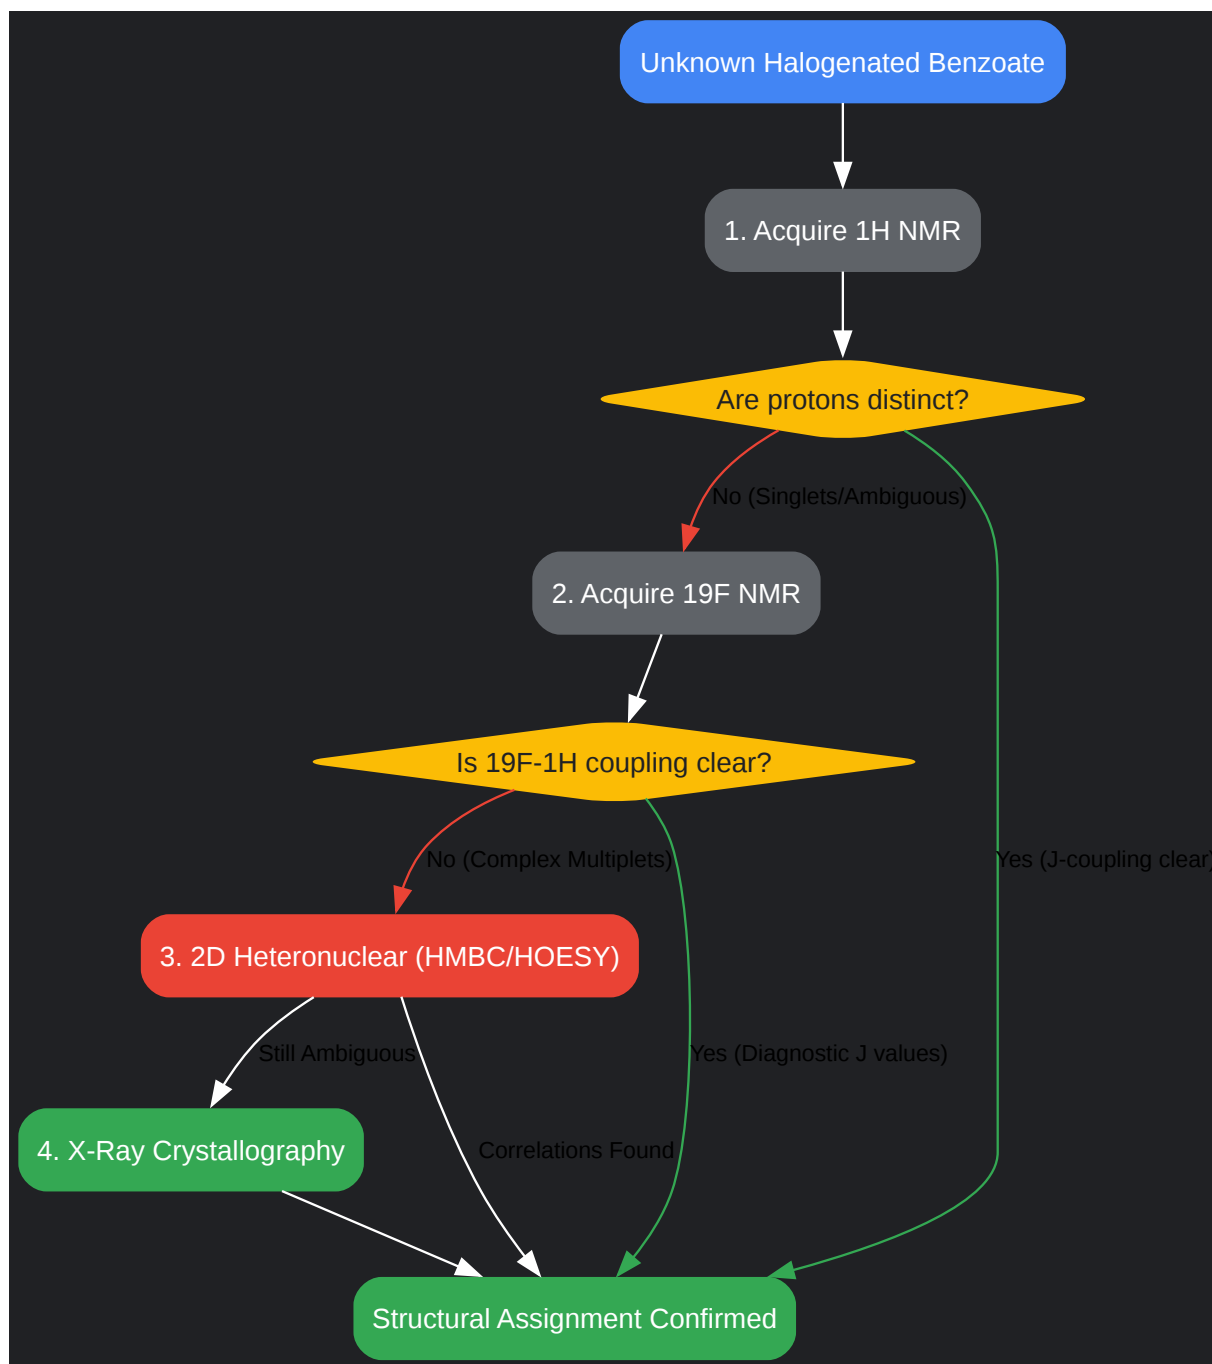 Unknown Halogenated Benzoate
1. Acquire 1H NMR
Are protons distinct?
No (Singlets/Ambiguous)
2. Acquire 19F NMR
Is 19F-1H coupling clear?
No (Complex Multiplets)
Yes (J-coupling clear)
3. 2D Heteronuclear (HMBC/HOESY)
Still Ambiguous
Yes (Diagnostic J values)
4. X-Ray Crystallography
Correlations Found
Structural Assignment Confirmed